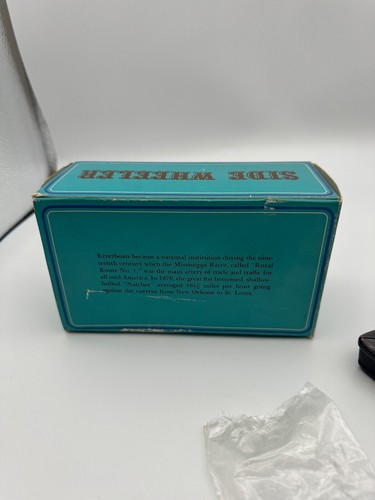 SIDE WHEELER
Riverboats became a national institution during the nine-
teenth century when the Mississippi River, called "Rural
Route No. 1," was the main artery of trade and traffic for
all mid-America. In 1870, the great flat bottomed, shallow-
hulled "Natchez" averaged 16½ miles per hour going
against the current from New Orleans to St. Louis.